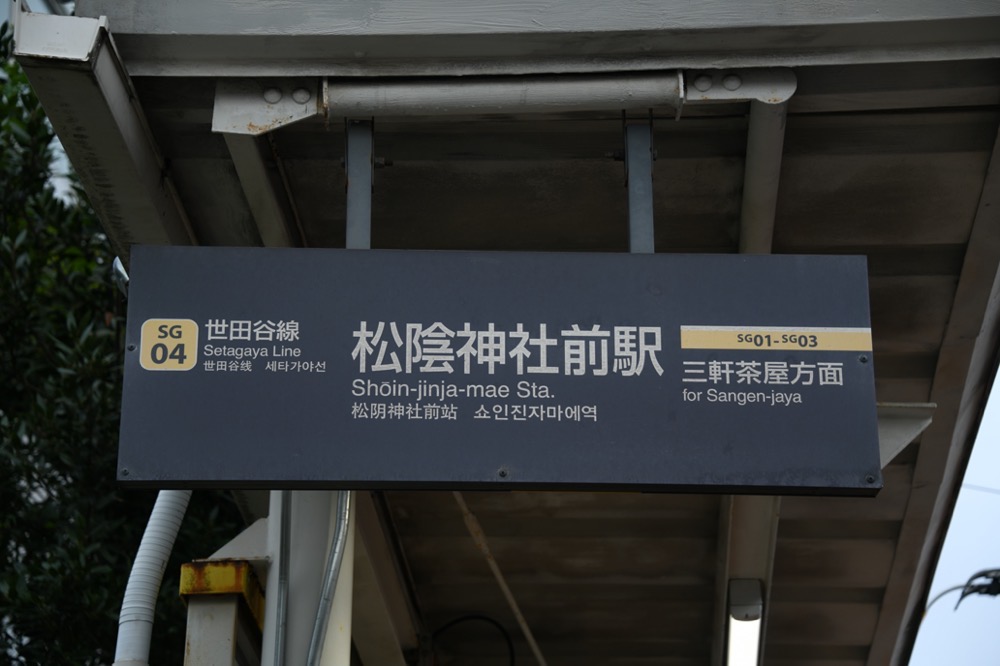 SG
04
世田谷線
Setagaya Line
世田谷线 세타가야선
松陰神社前駅
Shōin-jinja-mae Sta.
松阴神社前站 쇼인진자마에역
SG01-SG03
三軒茶屋方面
for Sangen-jaya